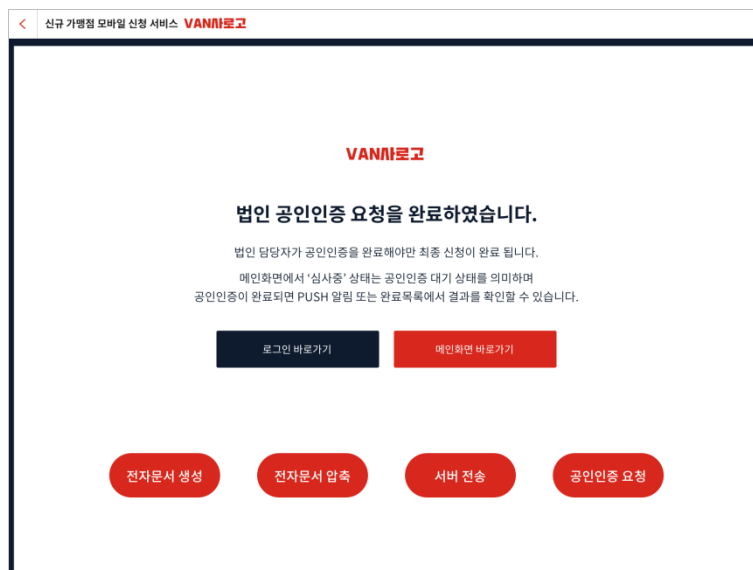 신규 가맹점 모바일 신청 서비스 VAN사로고
VAN사로고
법인 공인인증 요청을 완료하였습니다.
법인 담당자가 공인인증을 완료해야만 최종 신청이 완료 됩니다.
메인화면에서 '심사중' 상태는 공인인증 대기 상태를 의미하며
공인인증이 완료되면 PUSH 알림 또는 완료목록에서 결과를 확인할 수 있습니다.
로그인 바로가기 메인화면 바로가기
전자문서 생성 전자문서 압축 서버 전송 공인인증 요청